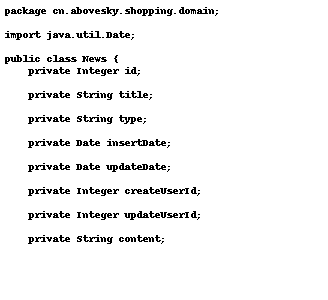 package cn.abovesky.shopping.domain;
import java.util.Date;
public class News {
private Integer id;
private String title;
private String type;
private Date insertDate;
private Date updateDate;
private Integer createUserId;
private Integer updateUserId;
private String content;